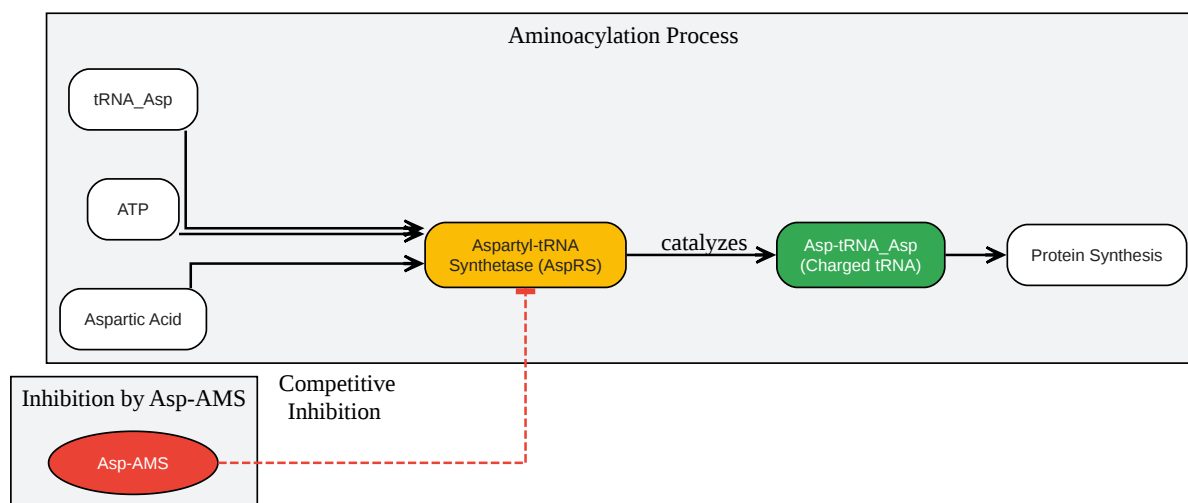 Aminoacylation Process
tRNA_Asp
ATP
Aspartic Acid
Aspartyl-tRNA
Synthetase (AspRS)
catalyzes
Asp-tRNA_Asp
(Charged tRNA)
Protein Synthesis
Inhibition by Asp-AMS
Asp-AMS
Competitive
Inhibition